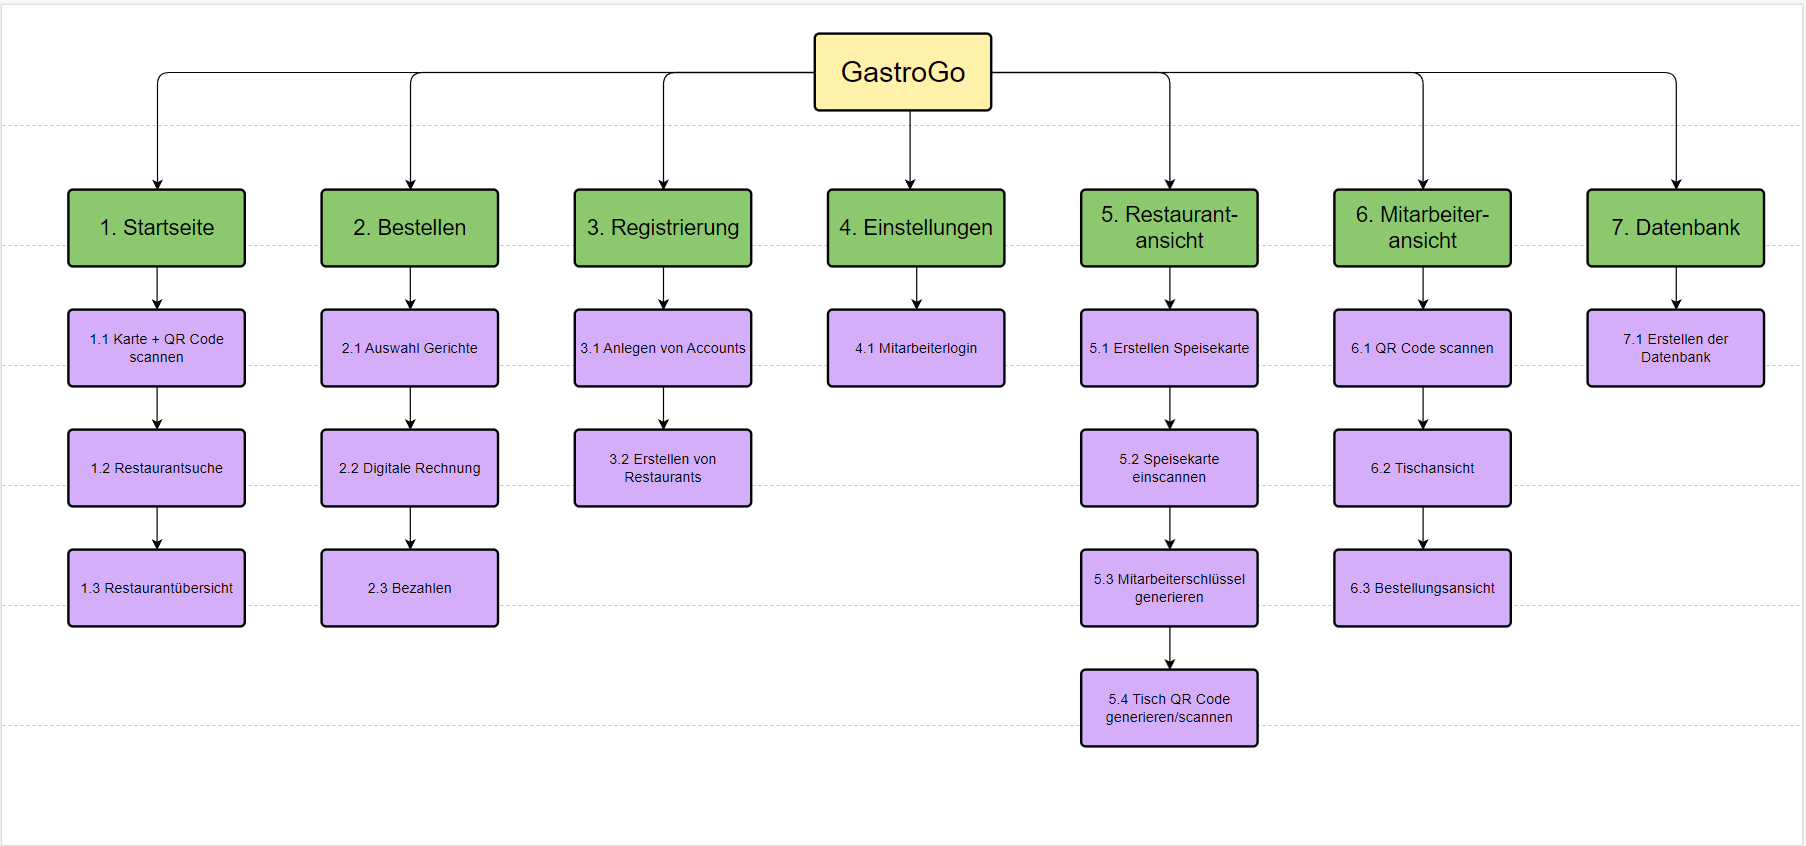 GastroGo
1. Startseite
2. Bestellen
3. Registrierung
4. Einstellungen
5. Restaurant-
ansicht
6. Mitarbeiter-
ansicht
7. Datenbank
1.1 Karte + QR Code
scannen
2.1 Auswahl Gerichte
3.1 Anlegen von Accounts
4.1 Mitarbeiterlogin
5.1 Erstellen Speisekarte
6.1 QR Code scannen
7.1 Erstellen der
Datenbank
1.2 Restaurantsuche
2.2 Digitale Rechnung
3.2 Erstellen von
Restaurants
5.2 Speisekarte
einscannen
6.2 Tischansicht
1.3 Restaurantübersicht
2.3 Bezahlen
5.3 Mitarbeiterschlüssel
generieren
6.3 Bestellungsansicht
5.4 Tisch QR Code
generieren/scannen